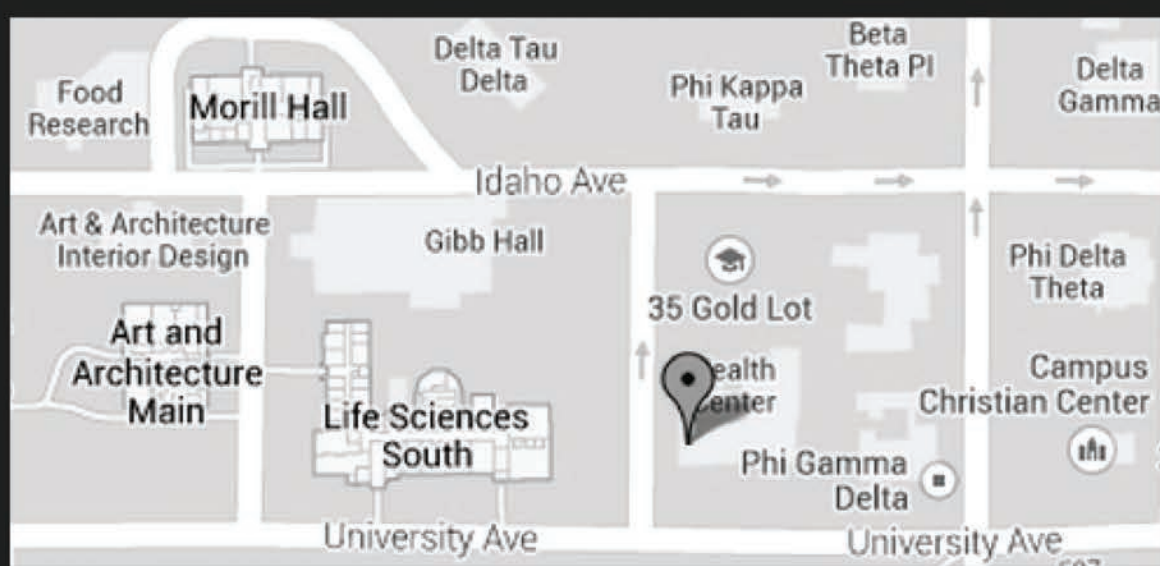 Delta Tau
Delta
Beta
Theta PI
Food
Research
Morill Hall
Phi Kappa
Tau
Delta
Gamma
Idaho Ave
Art & Architecture
Interior Design
Gibb Hall
35 Gold Lot
Phi Delta
Theta
Art and
Architecture
Main
Life Sciences
South
ealth
enter
Campus
Christian Center
Phi Gamma
Delta
University Ave
University Ave